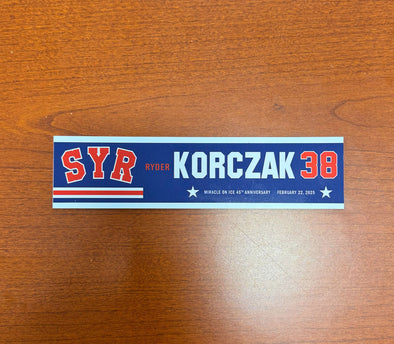 SYR RYDER KORCZAK 38
MIRACLE ON ICE 45TH ANNIVERSARY FEBRUARY 22, 2025